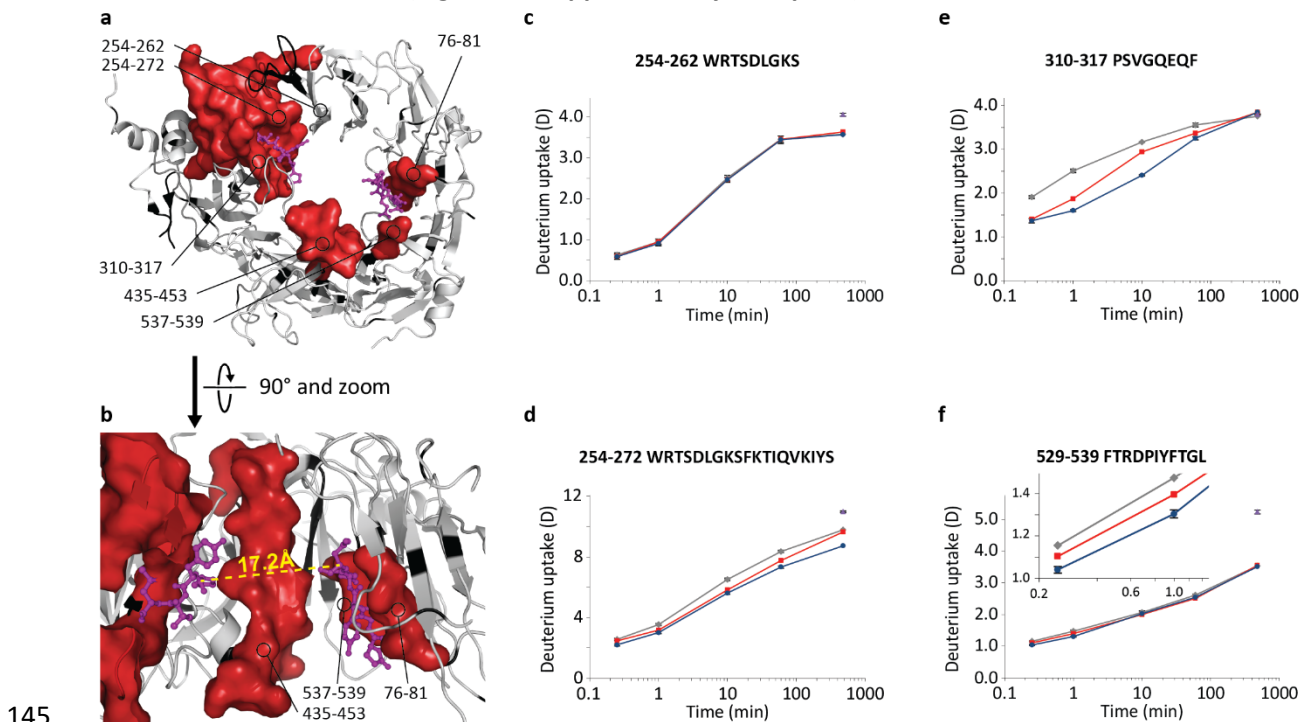 a
254-262
254-272
76-81
310-317
435-453
537-539
90° and zoom
b
17.2Å
537-539
76-81
435-453
c
254-262 WRTSDLGKS
Deuterium uptake (D)
4.0
3.0
2.0
1.0
0.0
0.1 1 10 100 1000
Time (min)
d
254-272 WRTSDLGKSFKTIQVKIYS
Deuterium uptake (D)
12
8
4
0
0.1 1 10 100 1000
Time (min)
e
310-317 PSVGQEQF
Deuterium uptake (D)
4.0
3.0
2.0
1.0
0.0
0.1 1 10 100 1000
Time (min)
f
529-539 FTRDPIYFTGL
Deuterium uptake (D)
5.0
4.0
3.0
2.0
1.0
0.0
1.4
1.2
1.0
0.2 0.6 1.0
0.1 1 10 100 1000
Time (min)
145